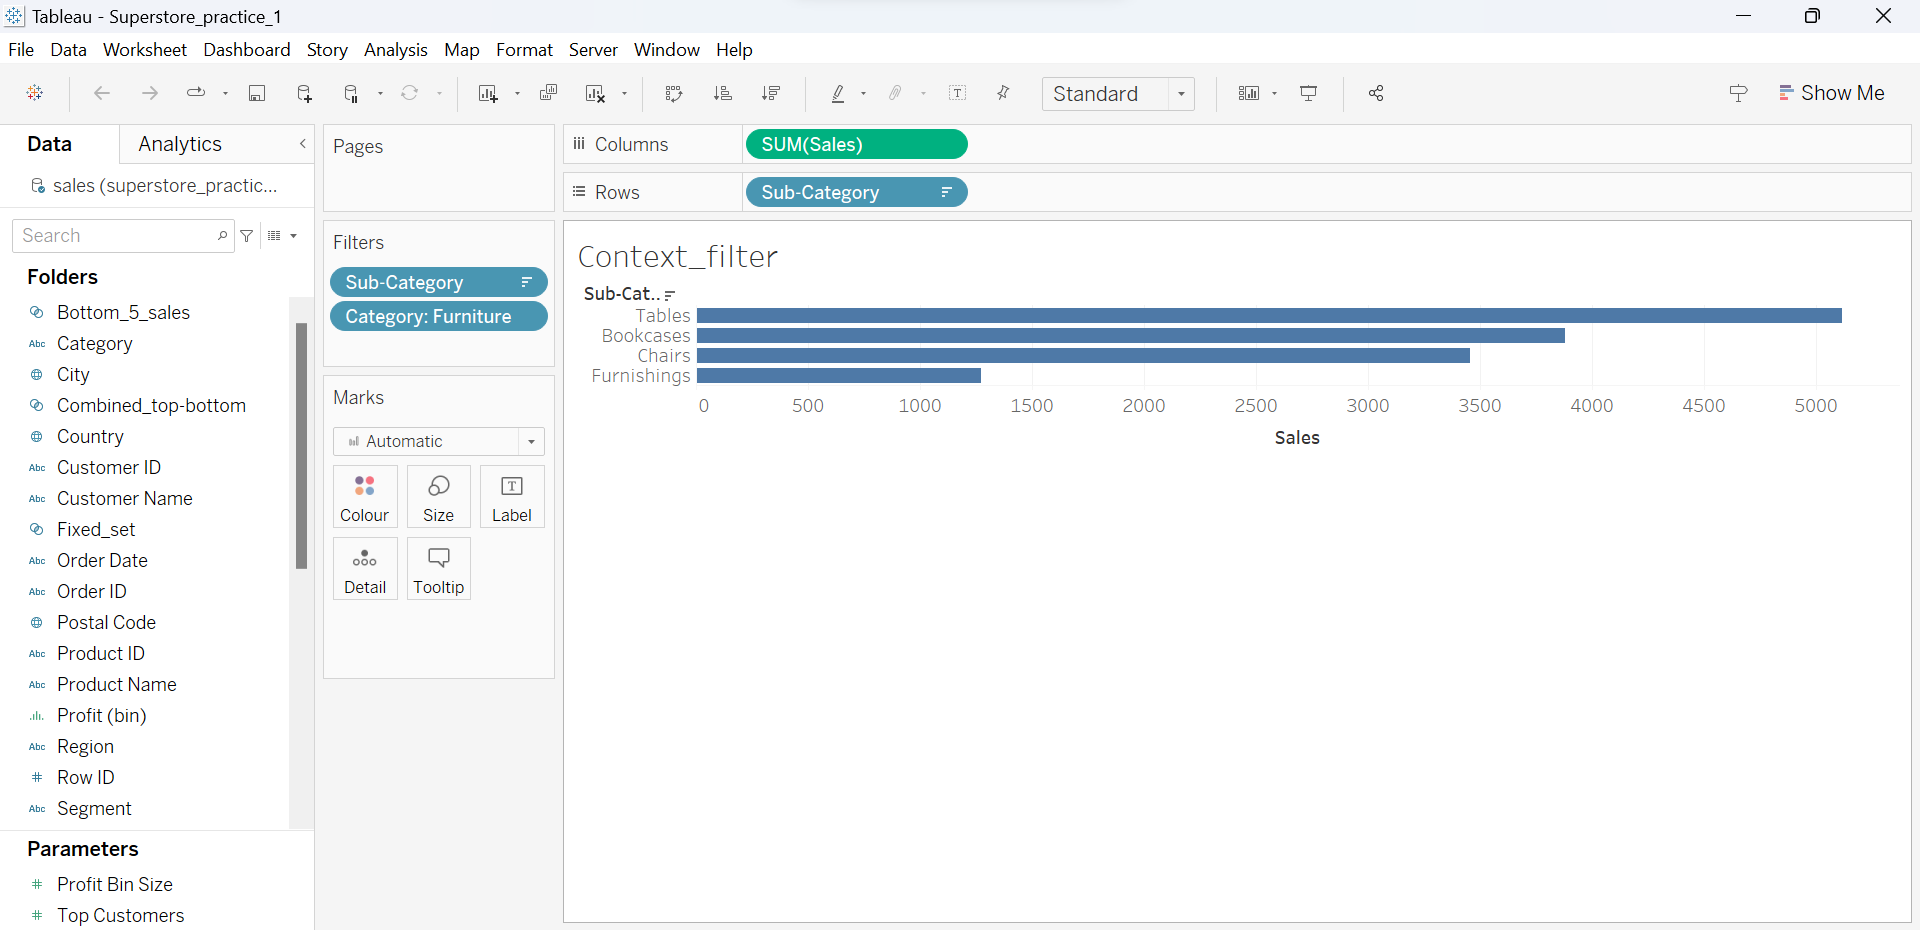 Tableau - Superstore_practice_1
File Data Worksheet Dashboard Story Analysis Map Format Server Window Help
Standard
Show Me
Data
Analytics
sales (superstore_practic...
Search
Folders
Bottom_5_sales
Abc Category
City
Combined_top-bottom
Country
Abc Customer ID
Abc Customer Name
Fixed_set
Abc Order Date
Abc Order ID
Postal Code
Abc Product ID
Abc Product Name
Profit (bin)
Abc Region
# Row ID
Abc Segment
Parameters
# Profit Bin Size
# Top Customers
Pages
Filters
Sub-Category
Category: Furniture
Marks
Automatic
Colour
Size
T
Label
Detail
Tooltip
Columns
SUM(Sales)
Rows
Sub-Category
Context_filter
Sub-Cat..
Tables
Bookcases
Chairs
Furnishings
0 500 1000 1500 2000 2500 3000 3500 4000 4500 5000
Sales